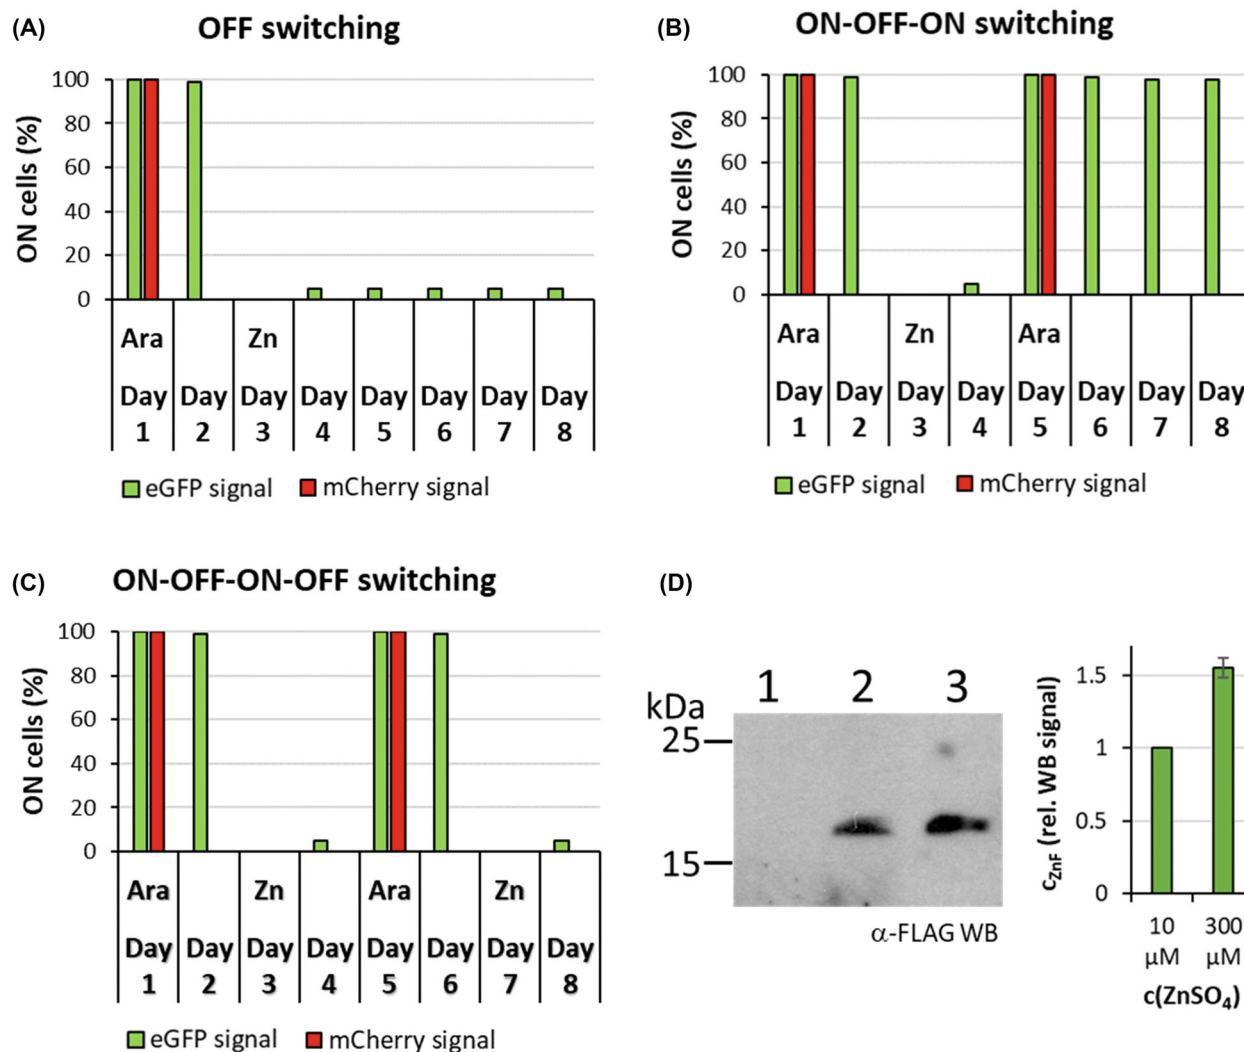 (A)
OFF switching
ON cells (%)
100
80
60
40
20
0
Ara Zn
Day Day Day Day Day Day Day Day
1 2 3 4 5 6 7 8
eGFP signal mCherry signal
(B)
ON-OFF-ON switching
ON cells (%)
100
80
60
40
20
0
Ara Zn Ara
Day Day Day Day Day Day Day Day
1 2 3 4 5 6 7 8
eGFP signal mCherry signal
(C)
ON-OFF-ON-OFF switching
ON cells (%)
100
80
60
40
20
0
Ara Zn Ara Zn
Day Day Day Day Day Day Day Day
1 2 3 4 5 6 7 8
eGFP signal mCherry signal
(D)
1 2 3
kDa
25
15
α-FLAG WB
c_ZnF (rel. WB signal)
1.5
1
0.5
0
10 300
μM μM
c(ZnSO₄)